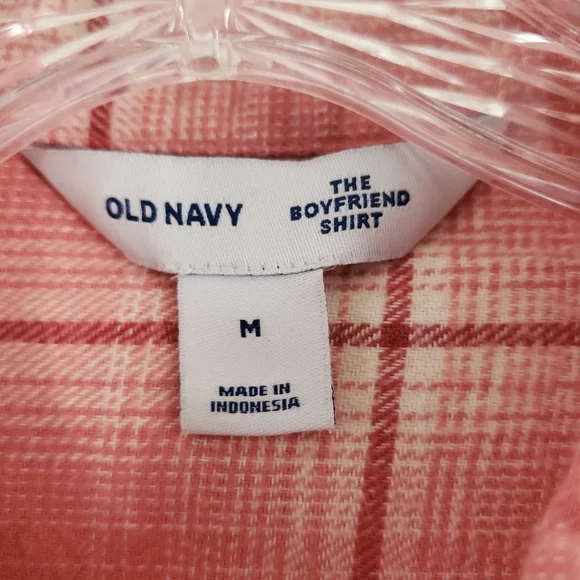 OLD NAVY
THE
BOYFRIEND
SHIRT
M
MADE IN
INDONESIA